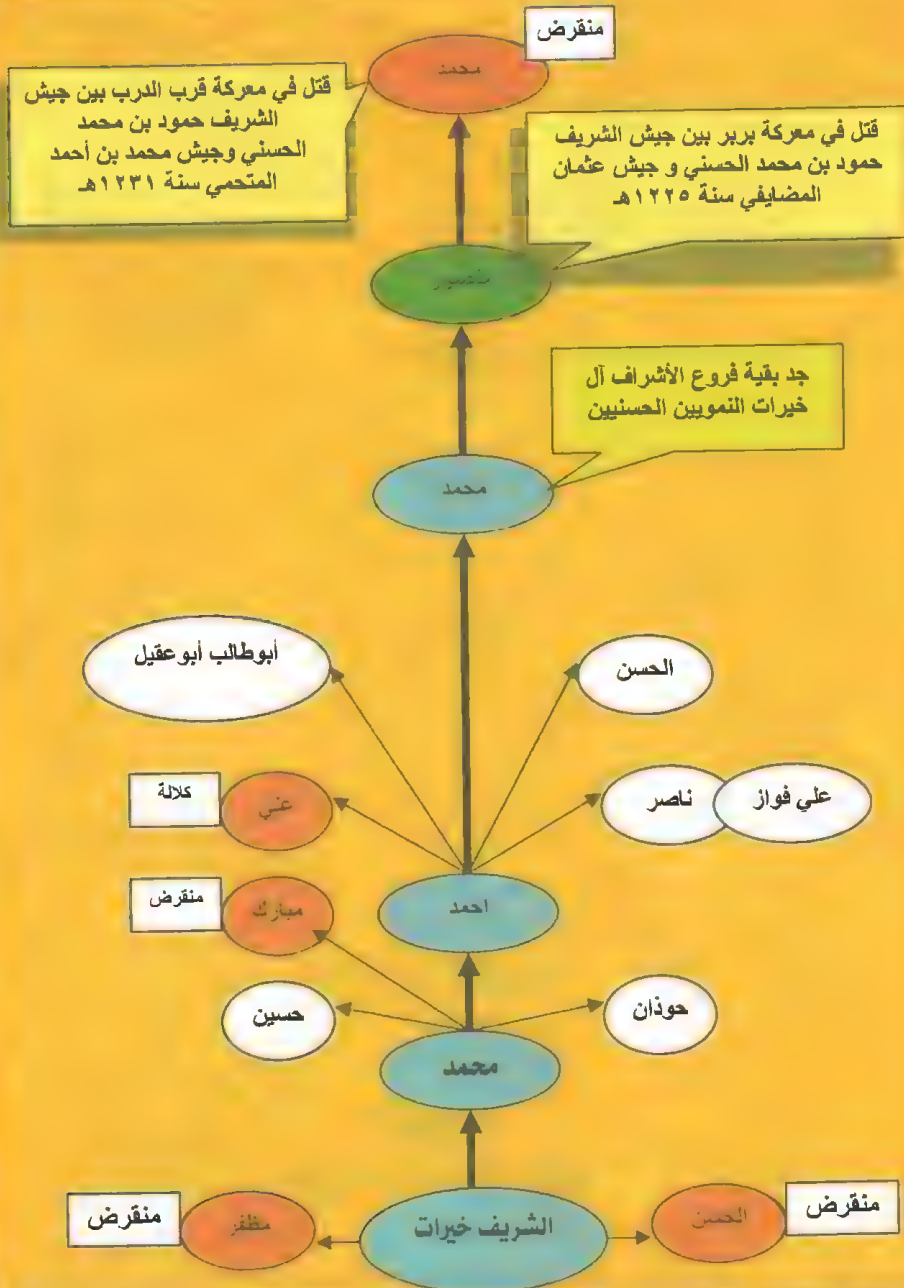 منقرض
محمد
قتل في معركة قرب الدرب بين جيش
الشريف حمود بن محمد
الحسني وجيش محمد بن أحمد
المتحمي سنة ١٢٣١هـ
قتل في معركة بربر بين جيش الشريف
حمود بن محمد الحسني و جيش عثمان
المضايفي سنة ١٢٢٥هـ
منصور
جد بقية فروع الأشراف آل
خيرات النمويين الحسنيين
محمد
أبوطالب أبوعقيل
الحسن
علي فواز
ناصر
علي
كلالة
احمد
مبارك
منقرض
حوذان
حسين
محمد
منقرض
الحسن
الشريف خيرات
مظفر
منقرض